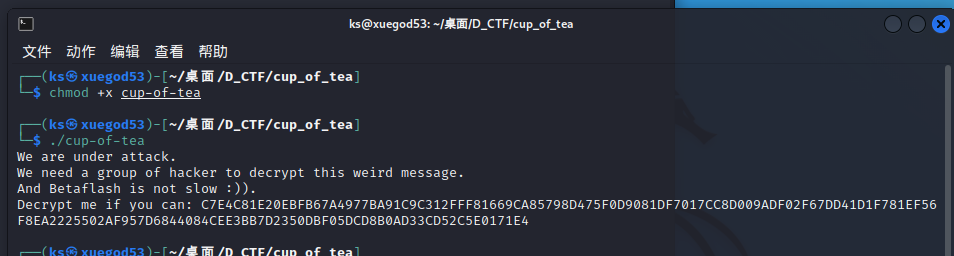 ks@xuegod53: ~/桌面/D_CTF/cup_of_tea
文件 动作 编辑 查看 帮助
┌──(ks㉿xuegod53)-[~/桌面/D_CTF/cup_of_tea]
└─$ chmod +x cup-of-tea
┌──(ks㉿xuegod53)-[~/桌面/D_CTF/cup_of_tea]
└─$ ./cup-of-tea
We are under attack.
We need a group of hacker to decrypt this weird message.
And Betaflash is not slow :)).
Decrypt me if you can: C7E4C81E20EBFB67A4977BA91C9C312FFF81669CA85798D475F0D9081DF7017CC8D009ADF02F67DD41D1F781EF56
F8EA2225502AF957D6844084CEE3BB7D2350DBF05DCD8B0AD33CD52C5E0171E4
┌──(ks㉿xuegod53)-[~/桌面/D_CTF/cup_of_tea]